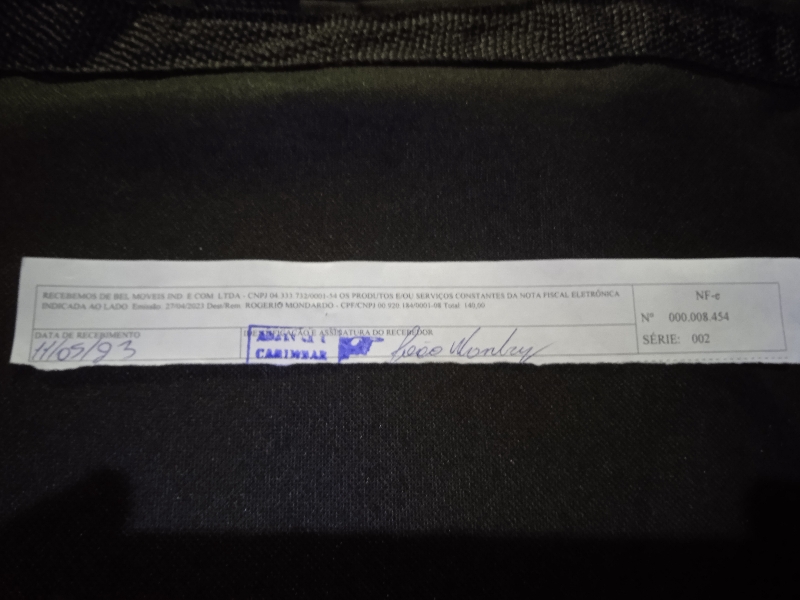 RECEBEMOS DE BEL MOVEIS IND. E COM. LTDA - CNPJ 04.333.732/0001-54 OS PRODUTOS E/OU SERVIÇOS CONSTANTES DA NOTA FISCAL ELETRÔNICA
INDICADA AO LADO Emissão: 27/04/2023 Dest/Rem: ROGERIO MONDARDO - CPF/CNPJ 00.920.184/0001-08 Total 140,00
NF-e
Nº 000.008.454
SÉRIE: 002
DATA DE RECEBIMENTO
11/05/23
IDENTIFICAÇÃO E ASSINATURA DO RECEBEDOR
CARIMBAR